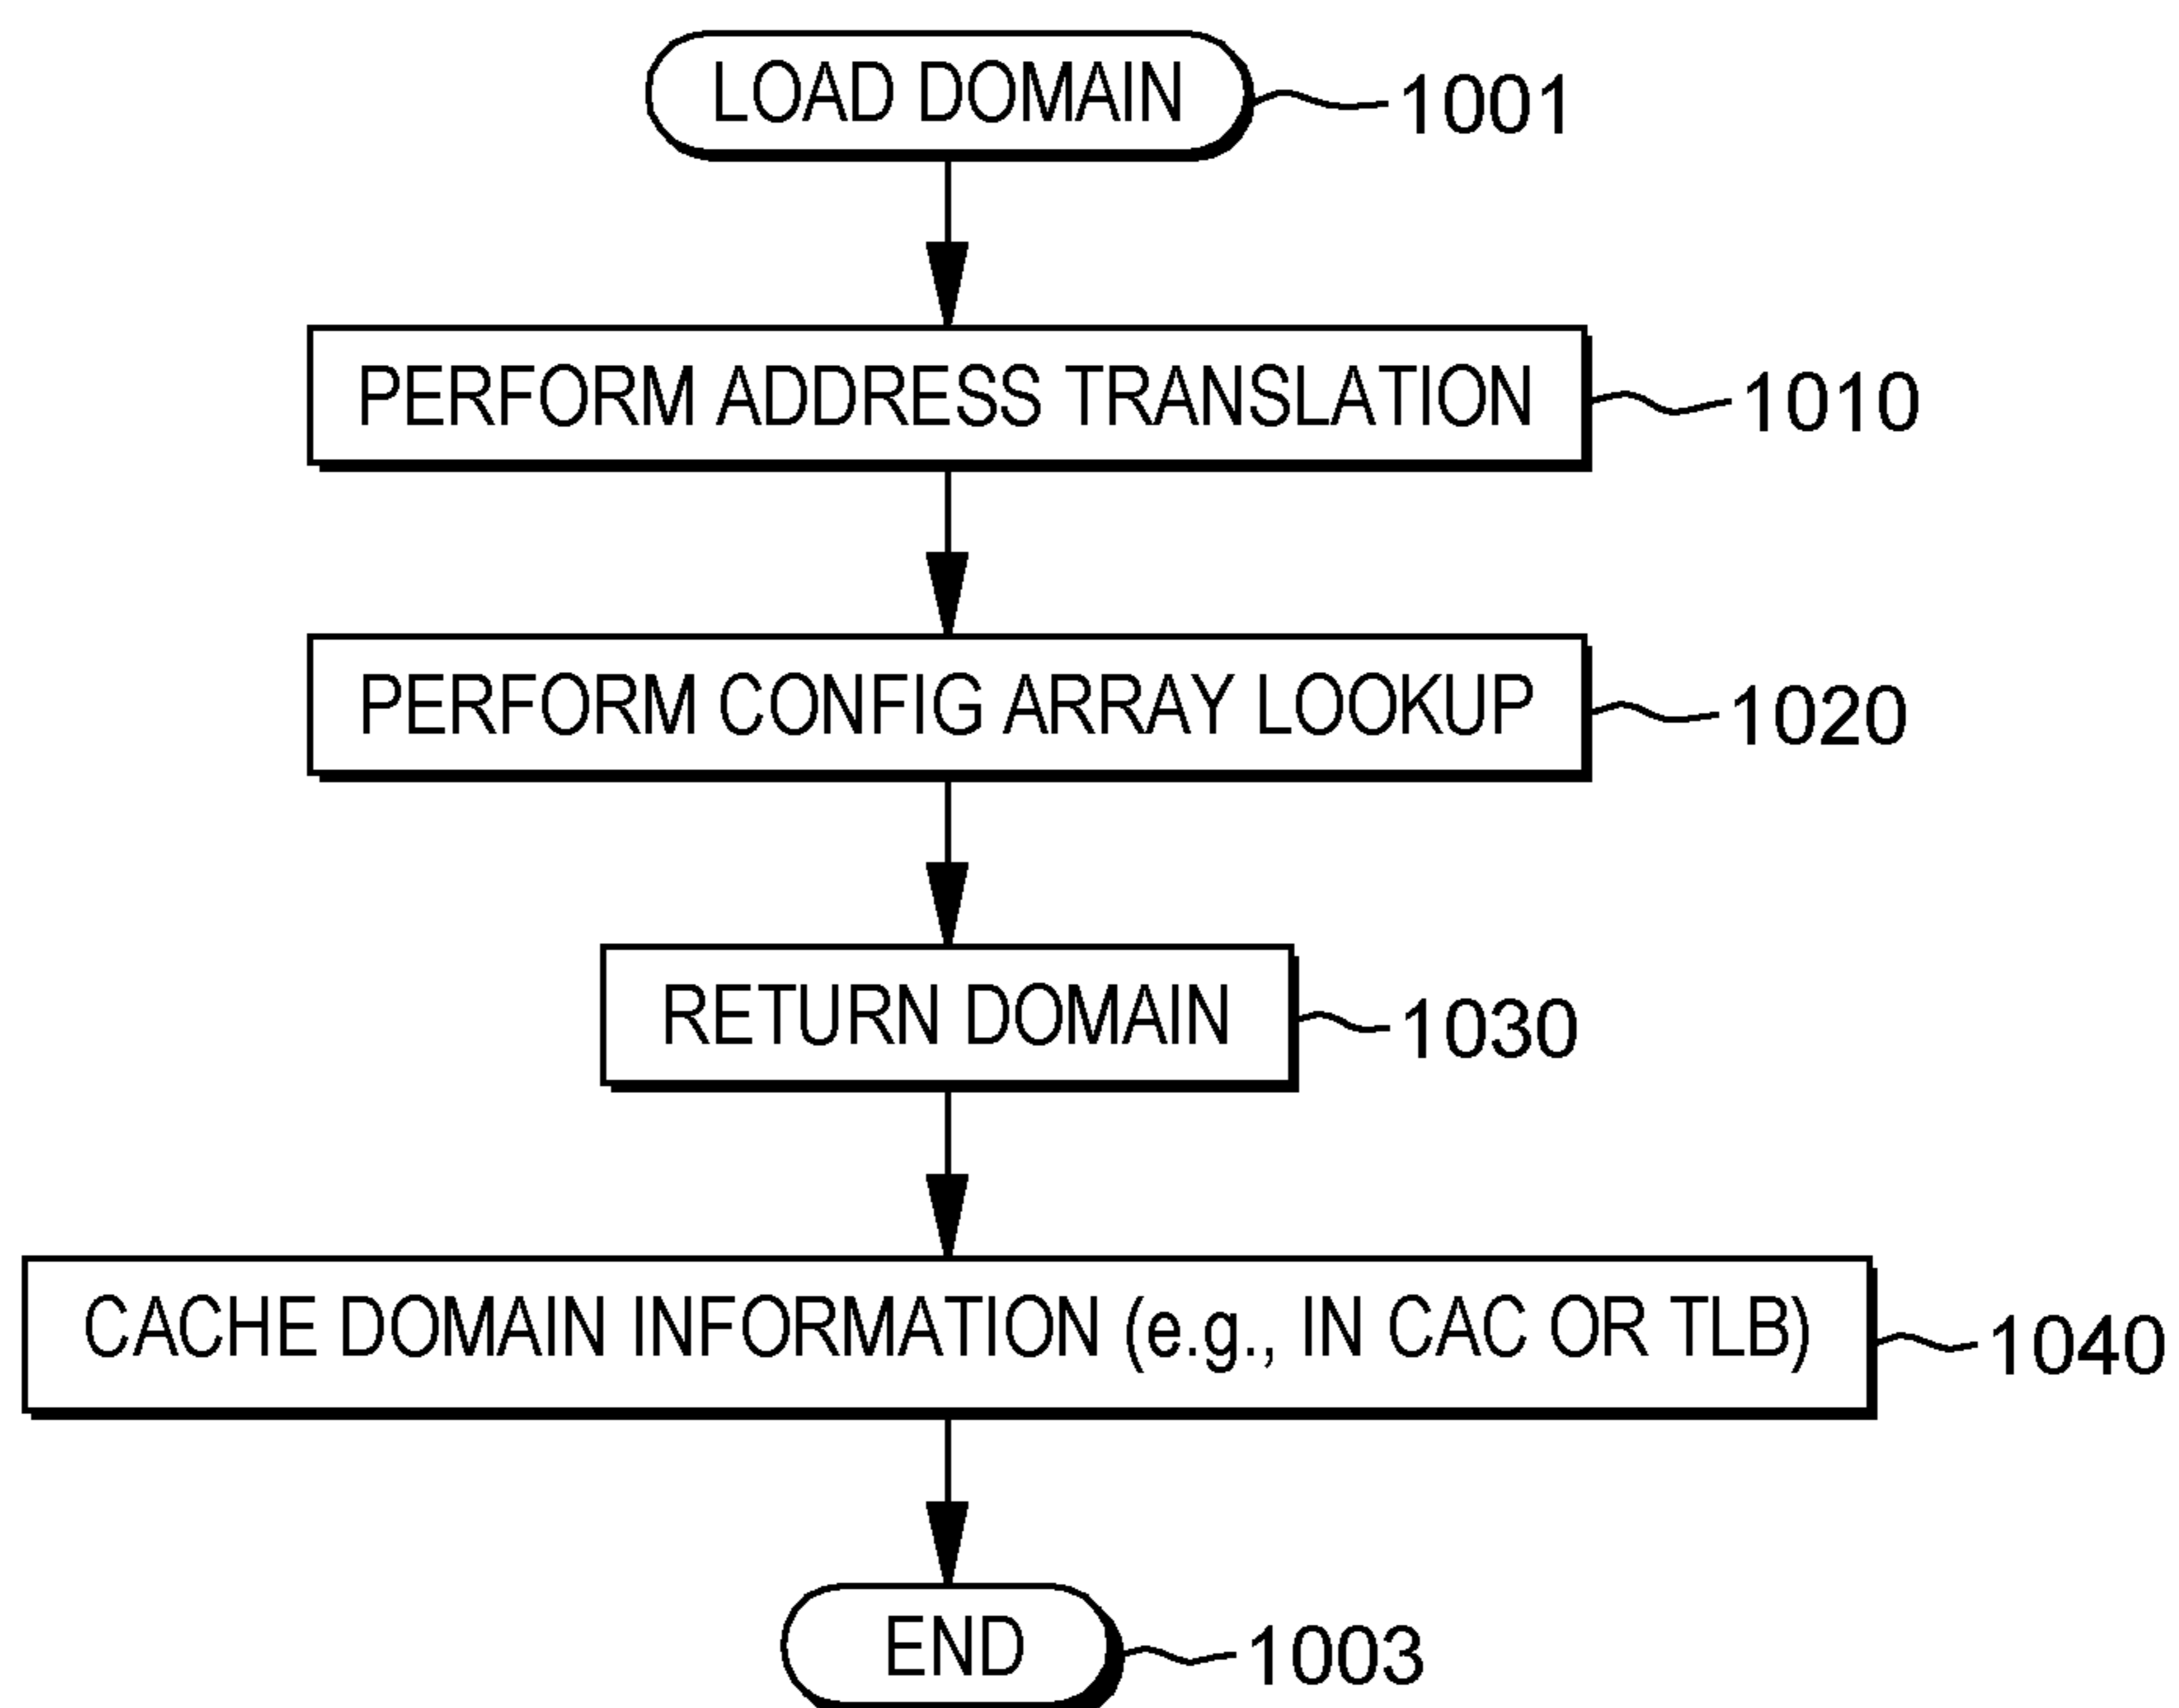 LOAD DOMAIN 1001
PERFORM ADDRESS TRANSLATION 1010
PERFORM CONFIG ARRAY LOOKUP 1020
RETURN DOMAIN 1030
CACHE DOMAIN INFORMATION (e.g., IN CAC OR TLB) 1040
END 1003